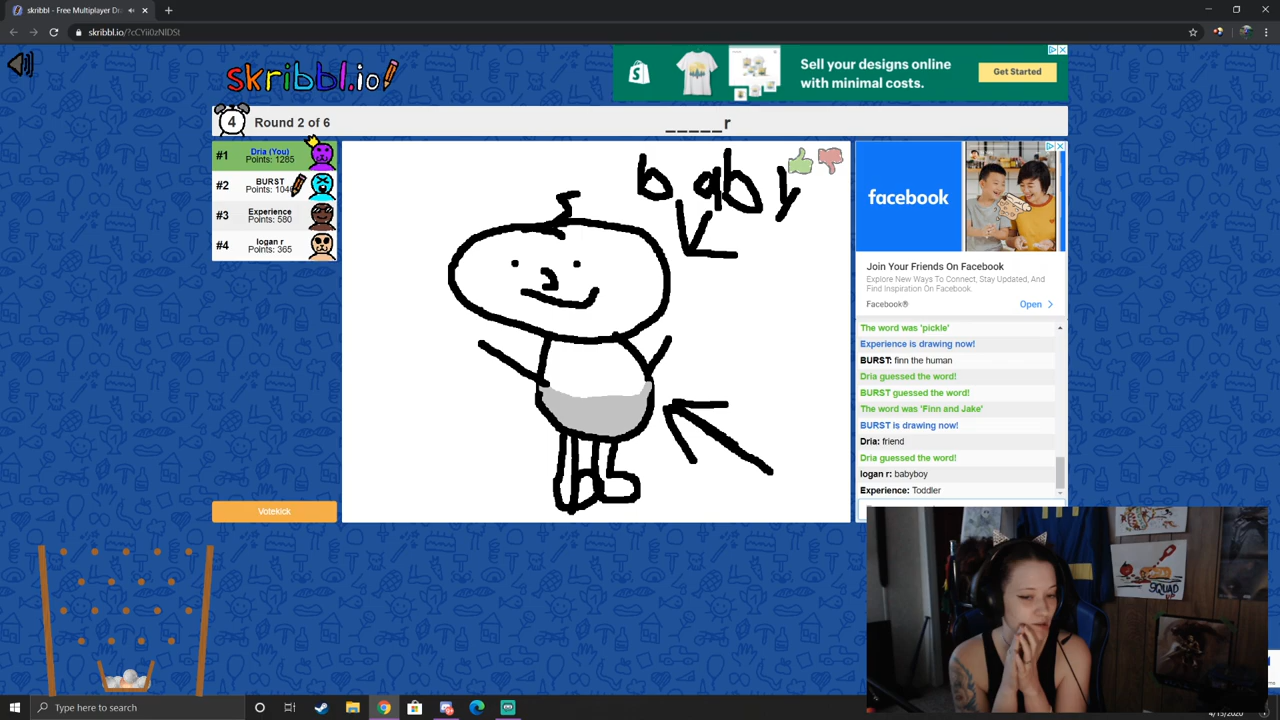 skribbl - Free Multiplayer Dr
skribbl.io/?cCYii0zNlDSt
skribbl.io!
Sell your designs online
with minimal costs.
Get Started
4
Round 2 of 6
_____r
#1
Dria (You)
Points: 1285
#2
BURST
#3
Experience
Points: 580
#4
logan r
Points: 365
Votekick
baby
facebook
Join Your Friends On Facebook
Explore New Ways To Connect, Stay Updated, And
Find Inspiration On Facebook.
Facebook®
Open
The word was 'pickle'
Experience is drawing now!
BURST: finn the human
Dria guessed the word!
BURST guessed the word!
The word was 'Finn and Jake'
BURST is drawing now!
Dria: friend
Dria guessed the word!
logan r: babyboy
Experience: Toddler
SQUAD
Type here to search